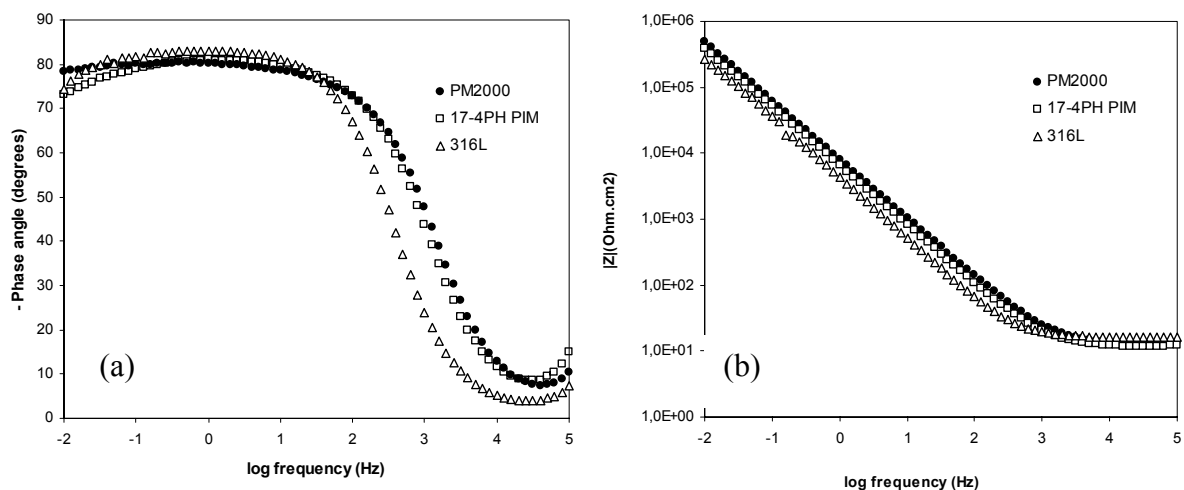 90
80
70
60
50
40
30
20
10
0
-2 -1 0 1 2 3 4 5
- Phase angle (degrees)
log frequency (Hz)
PM2000
17-4PH PIM
316L
(a)
1,0E+06
1,0E+05
1,0E+04
1,0E+03
1,0E+02
1,0E+01
1,0E+00
-2 -1 0 1 2 3 4 5
|Z|(Ohm.cm2)
log frequency (Hz)
PM2000
17-4PH PIM
316L
(b)